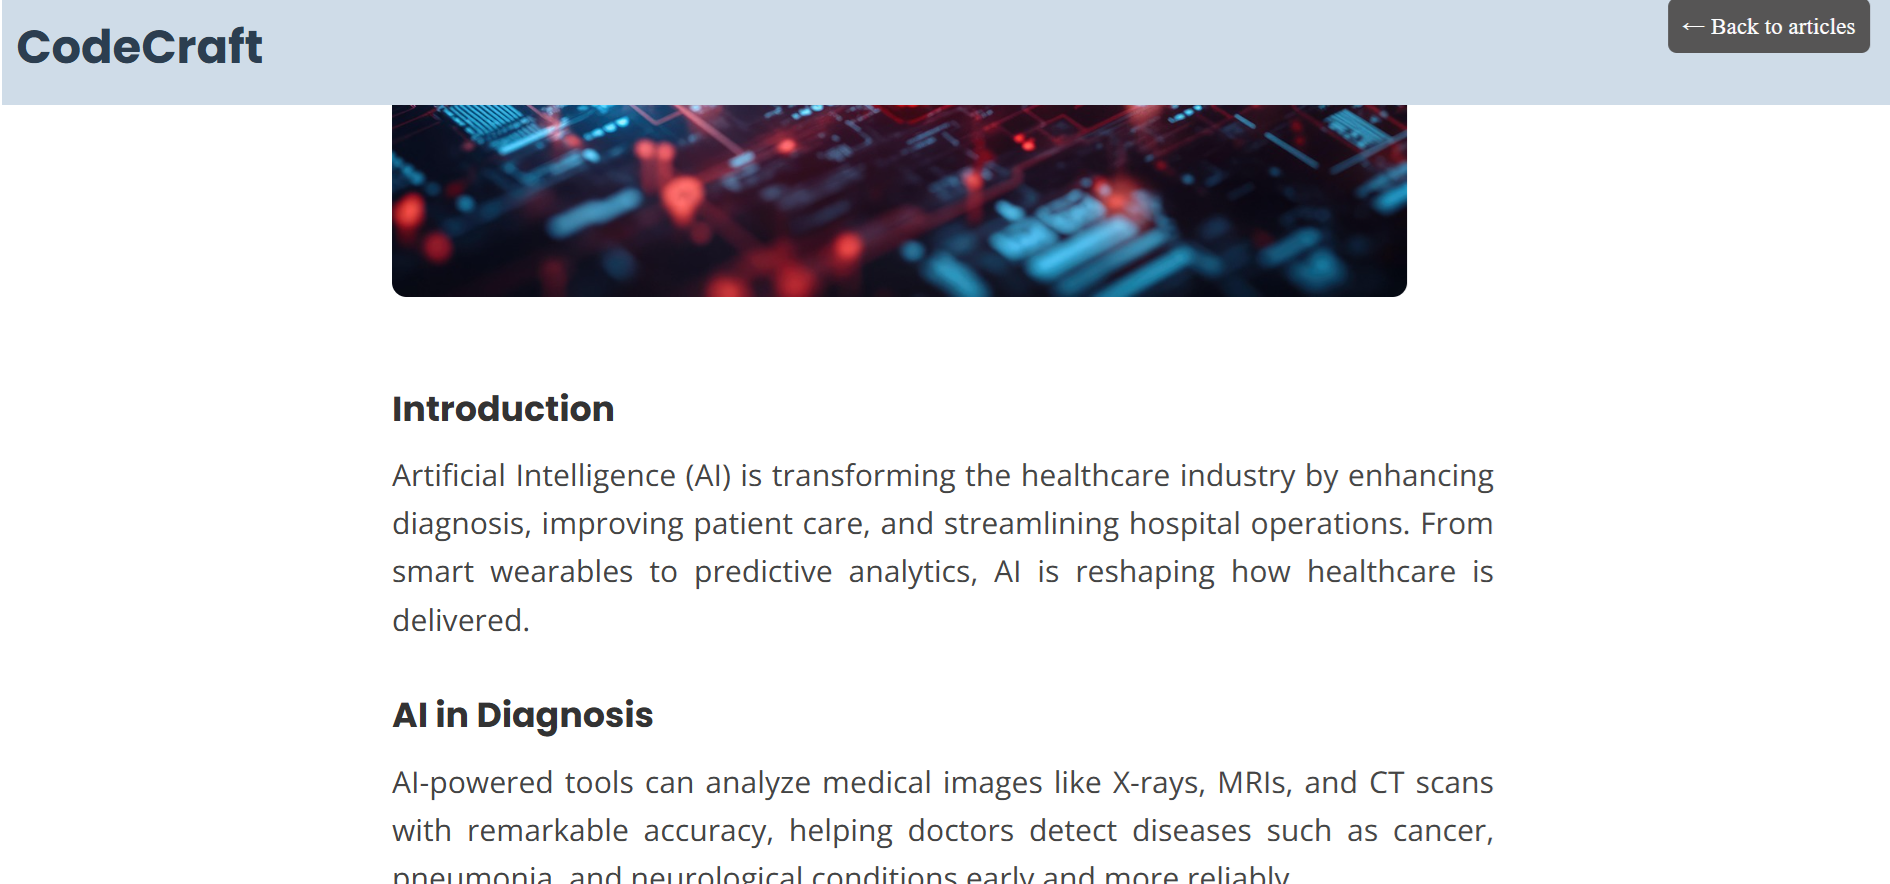 CodeCraft
← Back to articles
Introduction
Artificial Intelligence (AI) is transforming the healthcare industry by enhancing
diagnosis, improving patient care, and streamlining hospital operations. From
smart wearables to predictive analytics, AI is reshaping how healthcare is
delivered.
AI in Diagnosis
AI-powered tools can analyze medical images like X-rays, MRIs, and CT scans
with remarkable accuracy, helping doctors detect diseases such as cancer,
pneumonia, and neurological conditions early and more reliably.